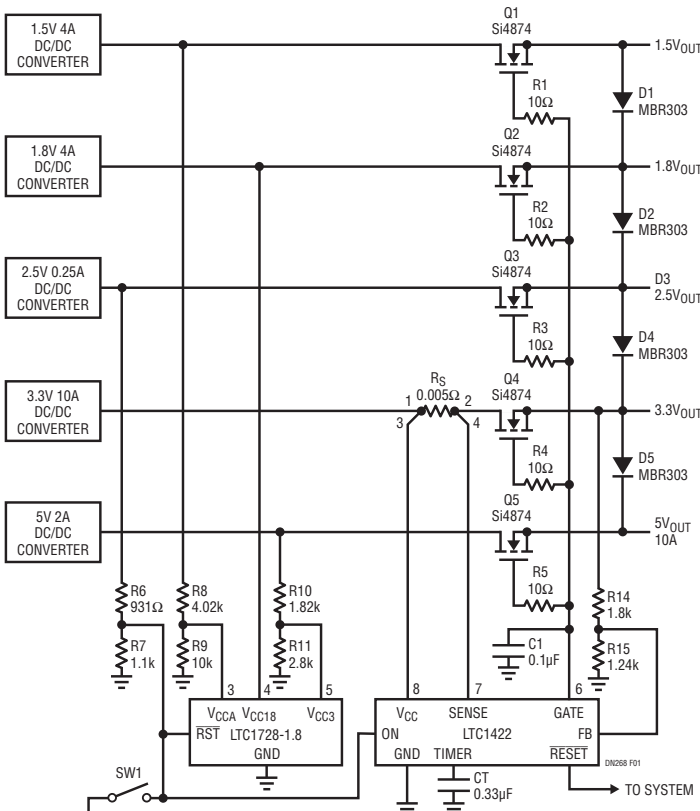 1.5V 4A
DC/DC
CONVERTER
Q1
Si4874
1.5VOUT
R1
10Ω
D1
MBR303
1.8V 4A
DC/DC
CONVERTER
Q2
Si4874
1.8VOUT
R2
10Ω
D2
MBR303
2.5V 0.25A
DC/DC
CONVERTER
Q3
Si4874
D3
2.5VOUT
R3
10Ω
D4
MBR303
3.3V 10A
DC/DC
CONVERTER
RS
0.005Ω
1 2
3 4
Q4
Si4874
3.3VOUT
R4
10Ω
D5
MBR303
5V 2A
DC/DC
CONVERTER
Q5
Si4874
5VOUT
10A
R5
10Ω
R6
931Ω
R8
4.02k
R10
1.82k
R14
1.8k
R7
1.1k
R9
10k
R11
2.8k
C1
0.1µF
R15
1.24k
3 4 5
VCCA VCC18 VCC3
RST LTC1728-1.8
GND
8 7 6
VCC SENSE GATE
ON LTC1422 FB
GND TIMER RESET
DN268 F01
SW1
CT
0.33µF
TO SYSTEM